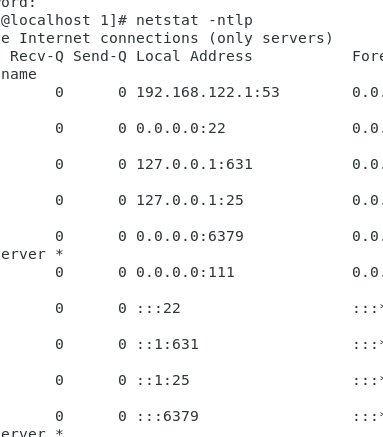 ord:
@localhost 1]# netstat -ntlp
e Internet connections (only servers)
Recv-Q Send-Q Local Address Fore
name
0 0 192.168.122.1:53 0.0.
0 0 0.0.0.0:22 0.0.
0 0 127.0.0.1:631 0.0.
0 0 127.0.0.1:25 0.0.
0 0 0.0.0.0:6379 0.0.
erver *
0 0 0.0.0.0:111 0.0.
0 0 :::22 :::*
0 0 ::1:631 :::*
0 0 ::1:25 :::*
0 0 :::6379 :::*
erver *